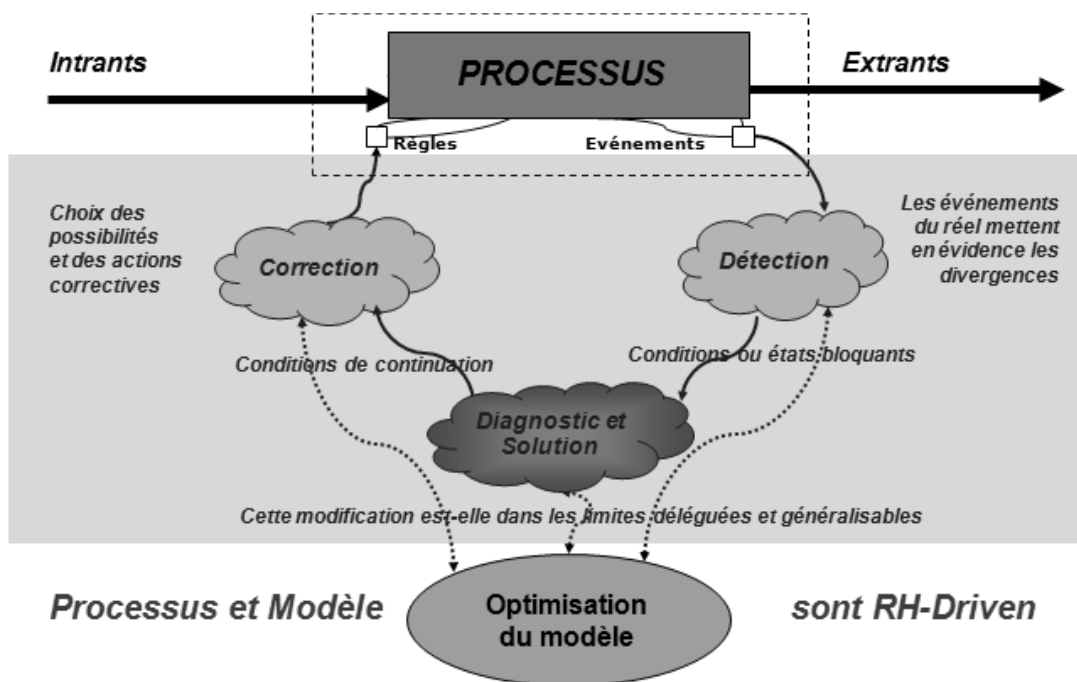 Intrants
PROCESSUS
Extrants
Règles
Evénements
Choix des
possibilités
et des actions
correctives
Correction
Détection
Les événements
du réel mettent
en évidence les
divergences
Conditions de continuation
Conditions ou états bloquants
Diagnostic et
Solution
Cette modification est-elle dans les limites déléguées et généralisables
Processus et Modèle
Optimisation
du modèle
sont RH-Driven